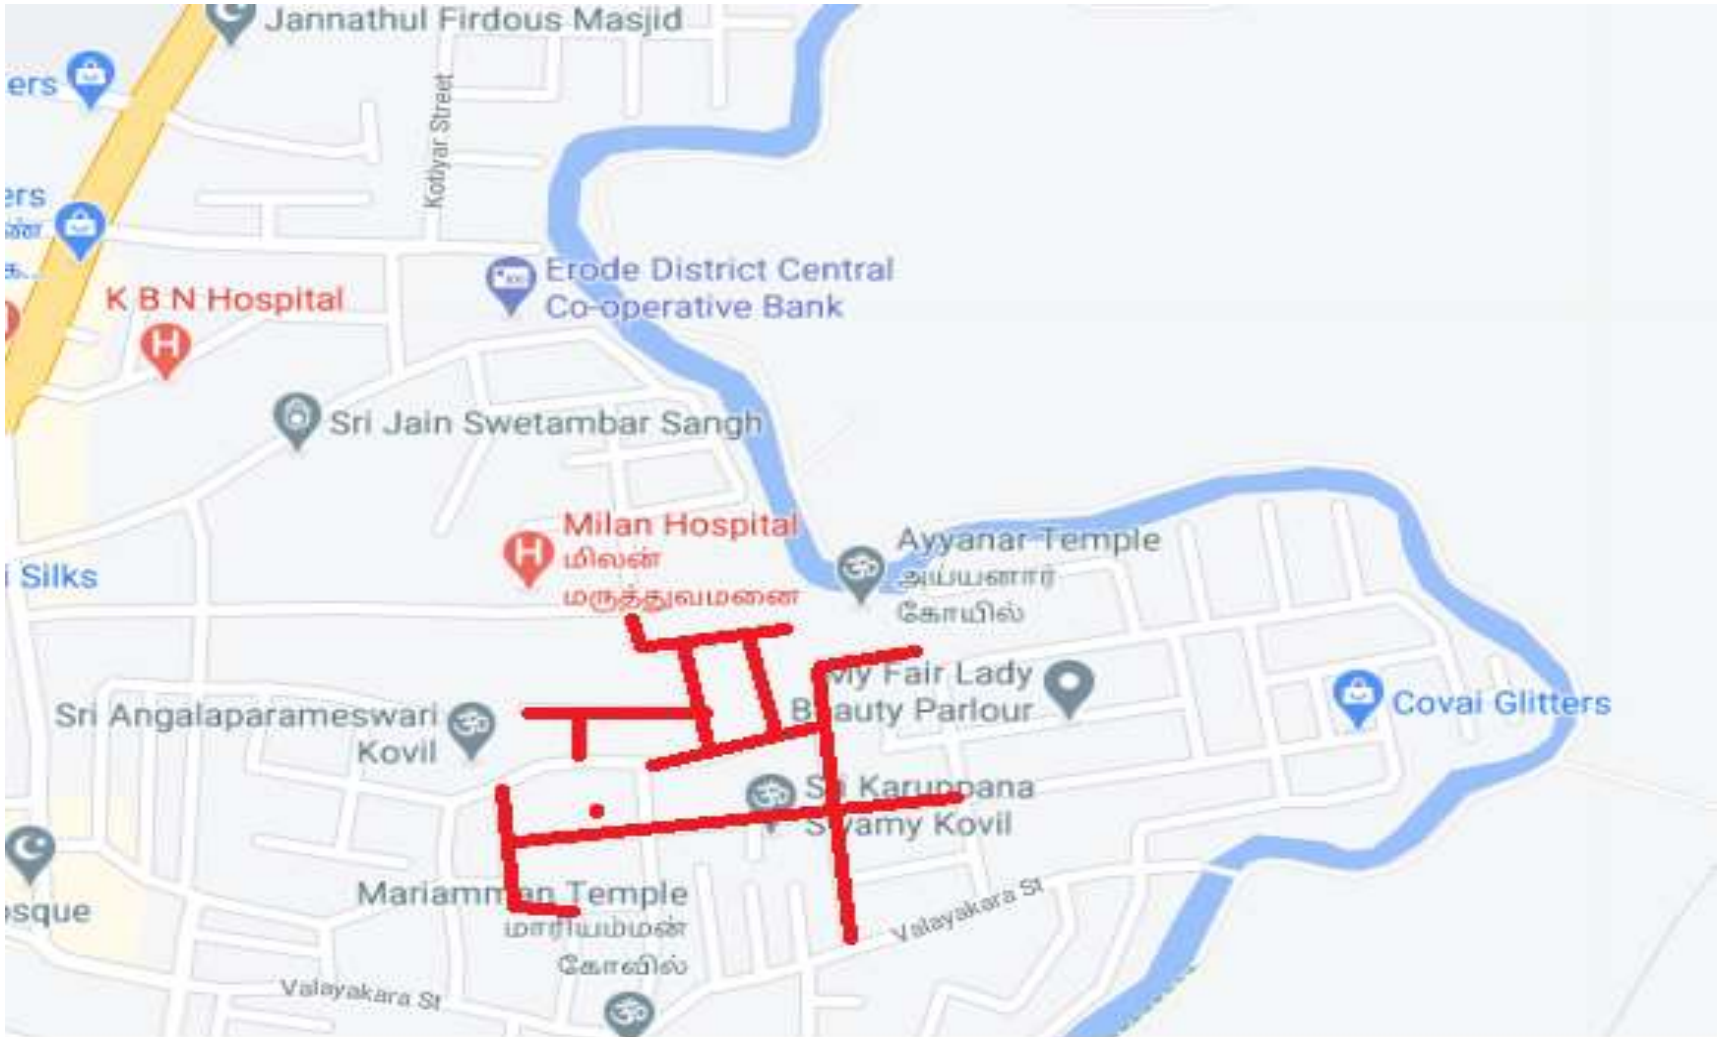 Jannathul Firdous Masjid
ers
Kotiyar Street
ers
ண்
க...
Erode District Central
Co-operative Bank
K B N Hospital
Sri Jain Swetambar Sangh
Milan Hospital
மிலன்
மருத்துவமனை
Ayyanar Temple
அய்யனார்
கோயில்
i Silks
My Fair Lady
Beauty Parlour
Covai Glitters
Sri Angalaparameswari
Kovil
Sri Karuppana
Swamy Kovil
Mariamman Temple
மாரியம்மன்
கோவில்
osque
Valayakara St
Valayakara St